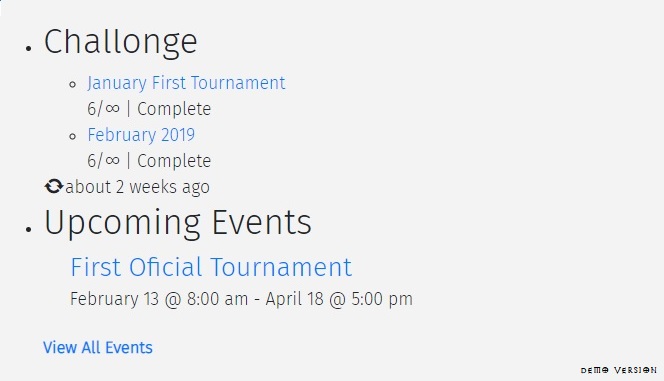 Challonge
January First Tournament
6/∞ | Complete
February 2019
6/∞ | Complete
about 2 weeks ago
Upcoming Events
First Oficial Tournament
February 13 @ 8:00 am - April 18 @ 5:00 pm
View All Events
DEMO VERSION